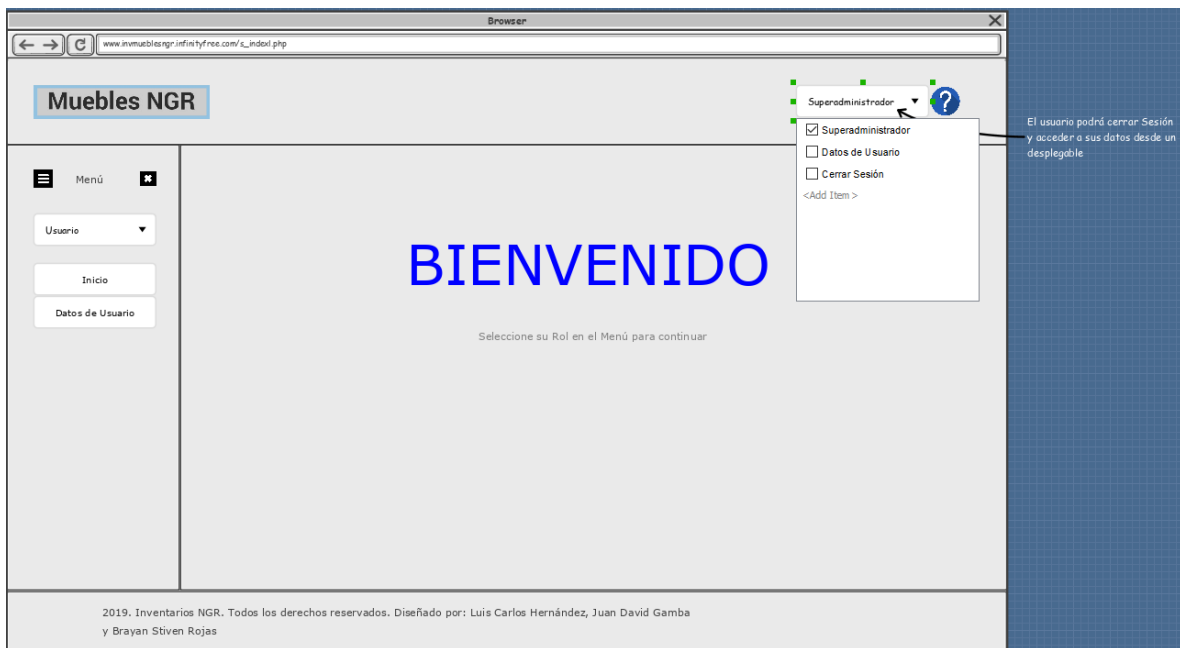 Browser
www.invmueblesngr.infinityfree.com/s_indexl.php
Muebles NGR
Superadministrador
?
Superadministrador
Datos de Usuario
Cerrar Sesión
<Add Item >
El usuario podrá cerrar Sesión
y acceder a sus datos desde un
desplegable
Menú
Usuario
Inicio
Datos de Usuario
BIENVENIDO
Seleccione su Rol en el Menú para continuar
2019. Inventarios NGR. Todos los derechos reservados. Diseñado por: Luis Carlos Hernández, Juan David Gamba
y Brayan Stiven Rojas